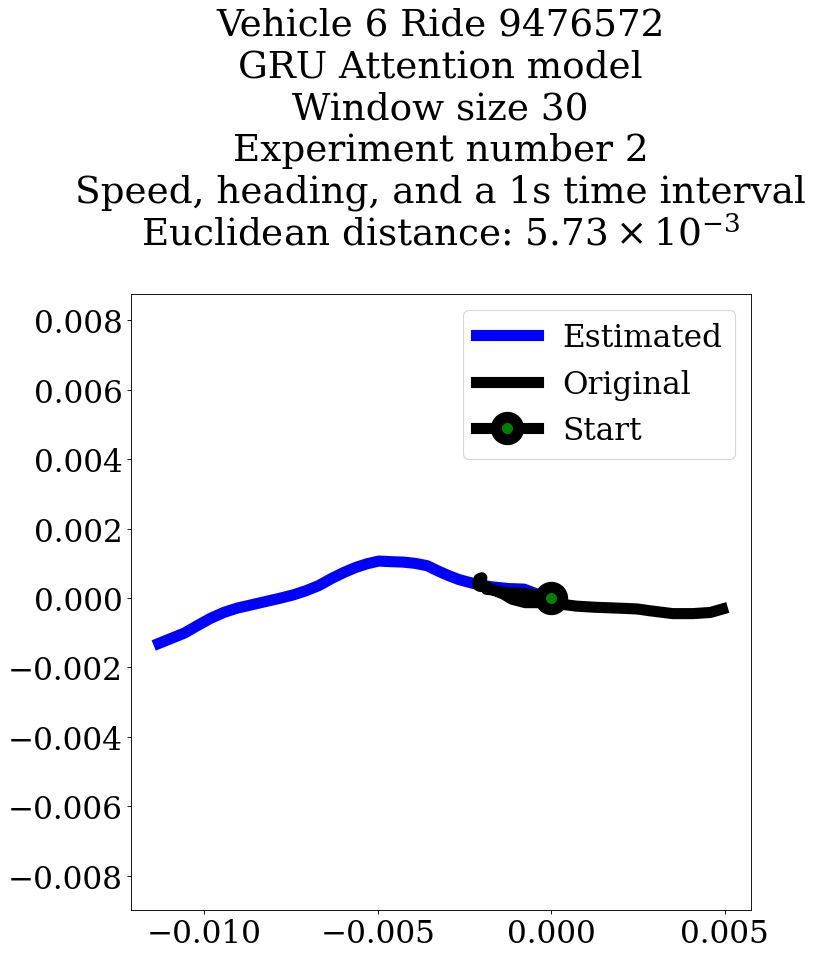 Vehicle 6 Ride 9476572
GRU Attention model
Window size 30
Experiment number 2
Speed, heading, and a 1s time interval
Euclidean distance: 5.73 × 10⁻³
Estimated
Original
Start
0.008
0.006
0.004
0.002
0.000
−0.002
−0.004
−0.006
−0.008
−0.010 −0.005 0.000 0.005